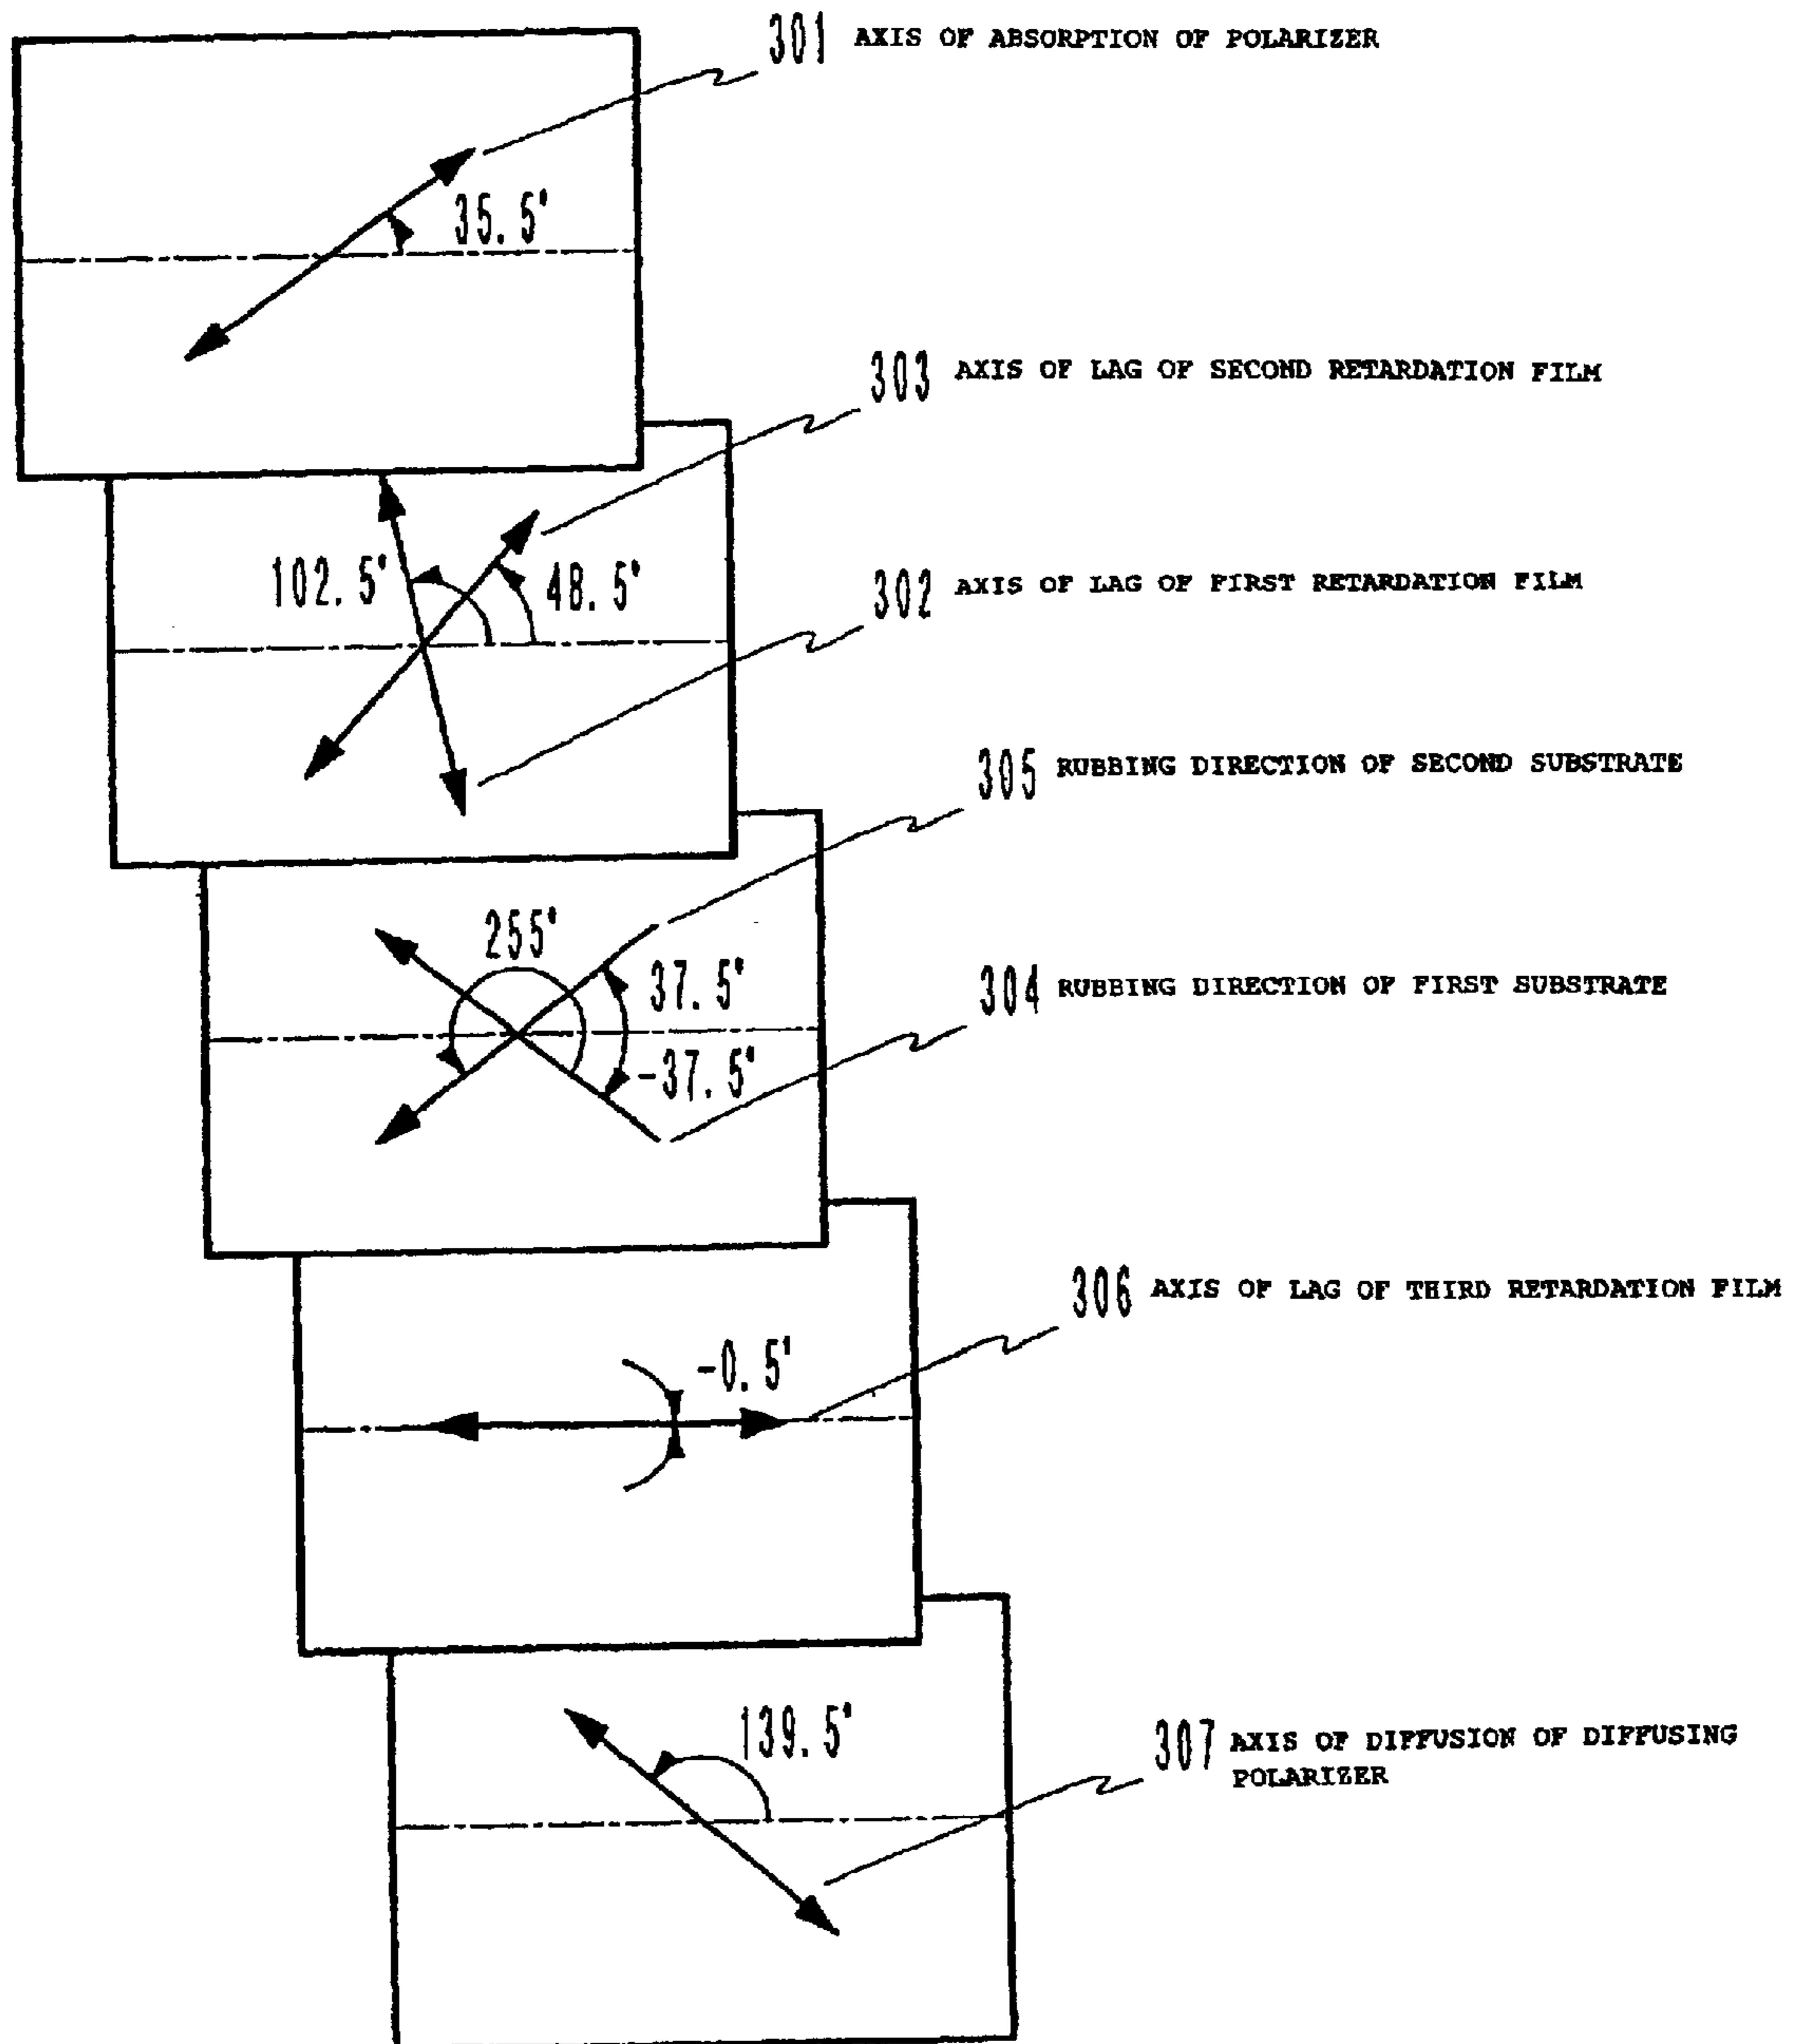 301 AXIS OF ABSORPTION OF POLARIZER
35.5°
303 AXIS OF LAG OF SECOND RETARDATION FILM
102.5°
48.5°
302 AXIS OF LAG OF FIRST RETARDATION FILM
305 RUBBING DIRECTION OF SECOND SUBSTRATE
255°
37.5°
-37.5°
304 RUBBING DIRECTION OF FIRST SUBSTRATE
306 AXIS OF LAG OF THIRD RETARDATION FILM
-0.5°
139.5°
307 AXIS OF DIFFUSION OF DIFFUSING
POLARIZER